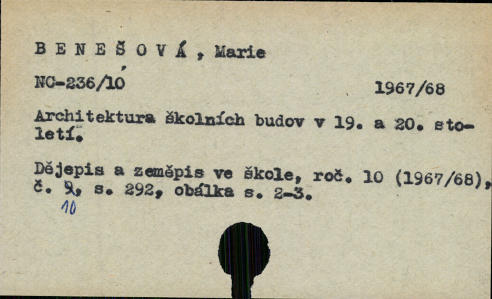 B E N E Š O V Á , Marie
NC-236/10 1967/68
Architektura školních budov v 19. a 20. sto-
letí.
Dějepis a zeměpis ve škole, roč. 10 (1967/68),
č. 9, s. 292, obálka s. 2-3.
10